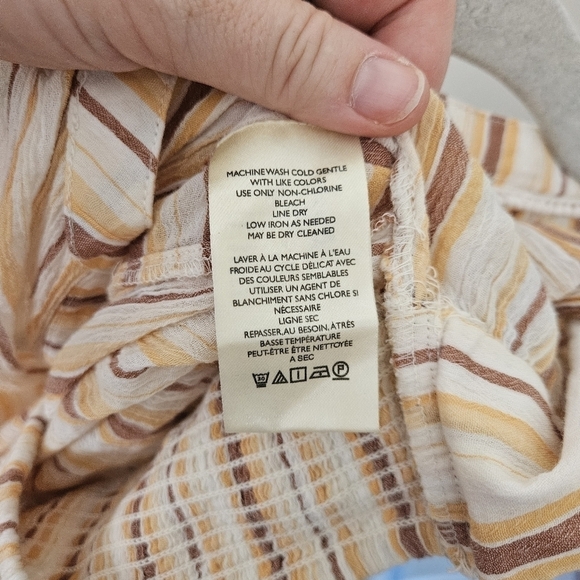 MACHINE WASH COLD GENTLE
WITH LIKE COLORS
USE ONLY NON-CHLORINE
BLEACH
LINE DRY
LOW IRON AS NEEDED
MAY BE DRY CLEANED
LAVER À LA MACHINE À L'EAU
FROIDE AU CYCLE DÉLICAT AVEC
DES COULEURS SEMBLABLES
UTILISER UN AGENT DE
BLANCHIMENT SANS CHLORE SI
NÉCESSAIRE
LIGNE SEC
REPASSER, AU BESOIN, À TRÈS
BASSE TEMPÉRATURE
PEUT-ÊTRE ÊTRE NETTOYÉE
A SEC
30 P